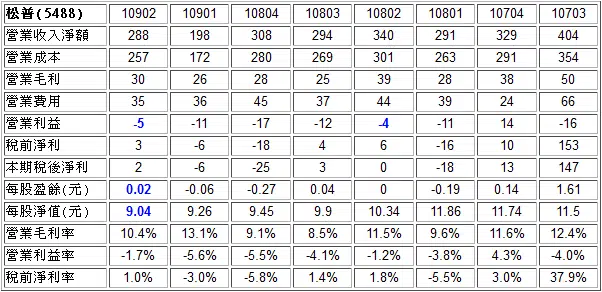 松普(5488) 10902 10901 10804 10803 10802 10801 10704 10703
營業收入淨額 288 198 308 294 340 291 329 404
營業成本 257 172 280 269 301 263 291 354
營業毛利 30 26 28 25 39 28 38 50
營業費用 35 36 45 37 44 39 24 66
營業利益 -5 -11 -17 -12 -4 -11 14 -16
稅前淨利 3 -6 -18 4 6 -16 10 153
本期稅後淨利 2 -6 -25 3 0 -18 13 147
每股盈餘(元) 0.02 -0.06 -0.27 0.04 0 -0.19 0.14 1.61
每股淨值(元) 9.04 9.26 9.45 9.9 10.34 11.86 11.74 11.5
營業毛利率 10.4% 13.1% 9.1% 8.5% 11.5% 9.6% 11.6% 12.4%
營業利益率 -1.7% -5.6% -5.5% -4.1% -1.2% -3.8% 4.3% -4.0%
稅前淨利率 1.0% -3.0% -5.8% 1.4% 1.8% -5.5% 3.0% 37.9%